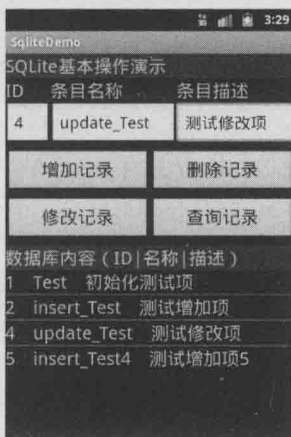 3:29
SqliteDemo
SQLite基本操作演示
ID 条目名称 条目描述
4 update_Test 测试修改项
增加记录 删除记录
修改记录 查询记录
数据库内容（ID|名称|描述）
1 Test 初始化测试项
2 insert_Test 测试增加项
4 update_Test 测试修改项
5 insert_Test4 测试增加项5